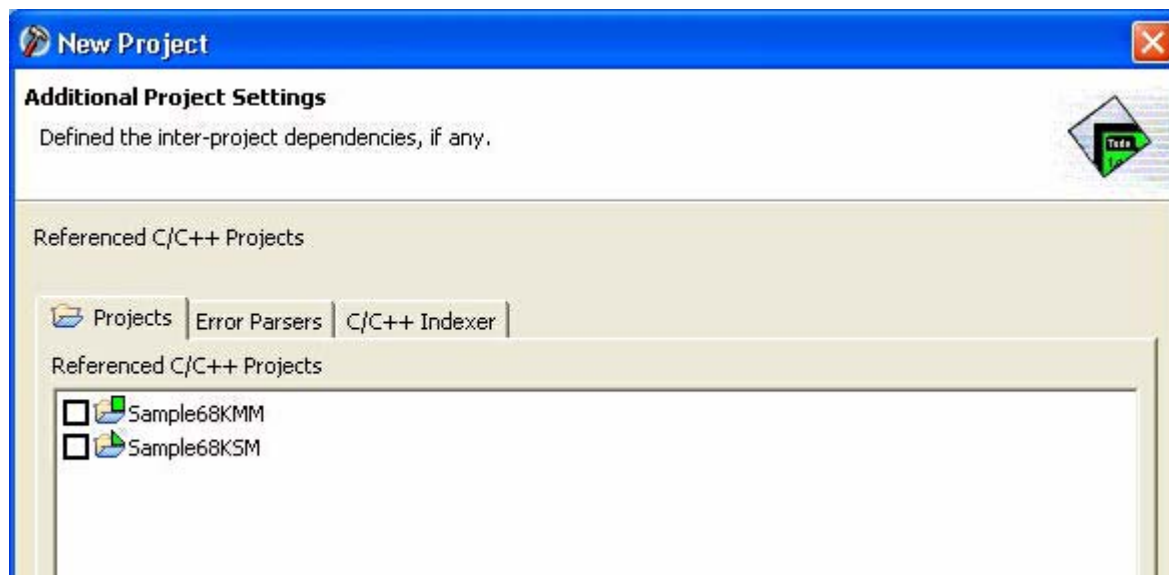 New Project
Additional Project Settings
Defined the inter-project dependencies, if any.
Todo
Referenced C/C++ Projects
Projects Error Parsers C/C++ Indexer
Referenced C/C++ Projects
Sample68KMM
Sample68KSM